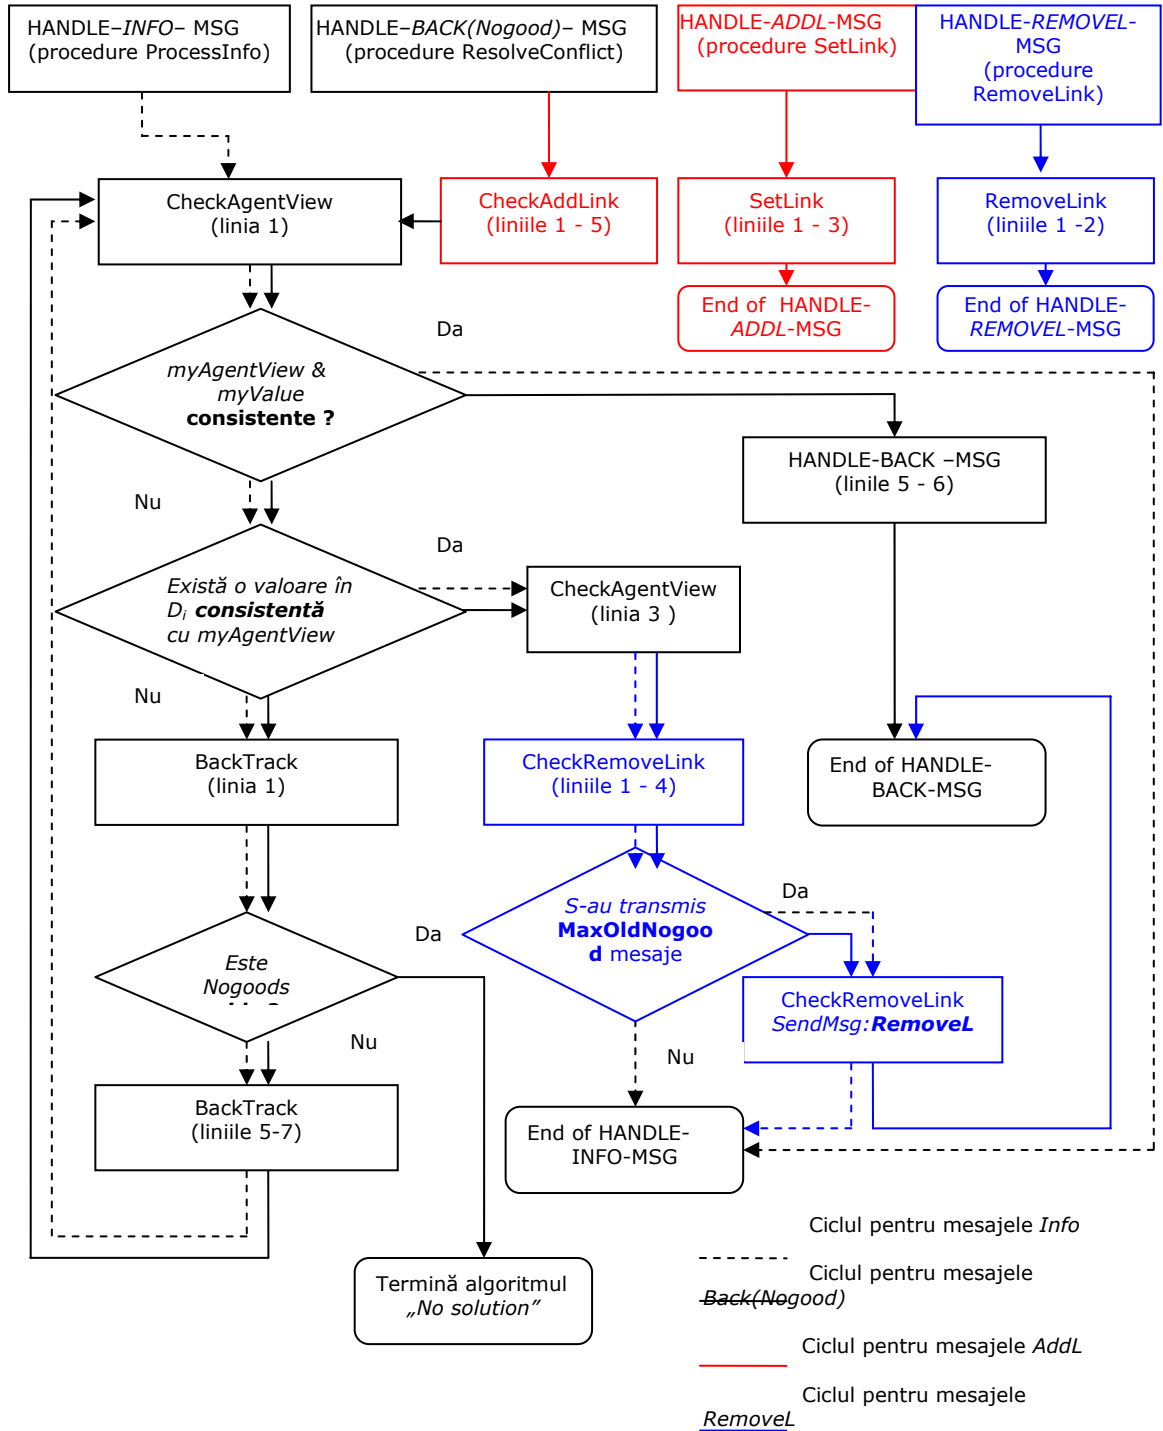 HANDLE–INFO– MSG
(procedure ProcessInfo)
HANDLE–BACK(Nogood)– MSG
(procedure ResolveConflict)
HANDLE-ADDL-MSG
(procedure SetLink)
HANDLE-REMOVEL-
MSG
(procedure
RemoveLink)
CheckAgentView
(linia 1)
CheckAddLink
(liniile 1 - 5)
SetLink
(liniile 1 - 3)
RemoveLink
(liniile 1 -2)
End of  HANDLE-
ADDL-MSG
End of HANDLE-
REMOVEL-MSG
Da
myAgentView &
myValue
consistente ?
HANDLE-BACK –MSG
(linile 5 - 6)
Nu
Da
Există o valoare în
Di consistentă
cu myAgentView
CheckAgentView
(linia 3 )
Nu
BackTrack
(linia 1)
CheckRemoveLink
(liniile 1 - 4)
End of HANDLE-
BACK-MSG
Da
S-au transmis
MaxOldNogoo
d mesaje
Da
Este
Nogoods
CheckRemoveLink
SendMsg:RemoveL
Nu
Nu
BackTrack
(liniile 5-7)
End of HANDLE-
INFO-MSG
Ciclul pentru mesajele Info
Ciclul pentru mesajele
Back(Nogood)
Termină algoritmul
„No solution”
Ciclul pentru mesajele AddL
Ciclul pentru mesajele
RemoveL